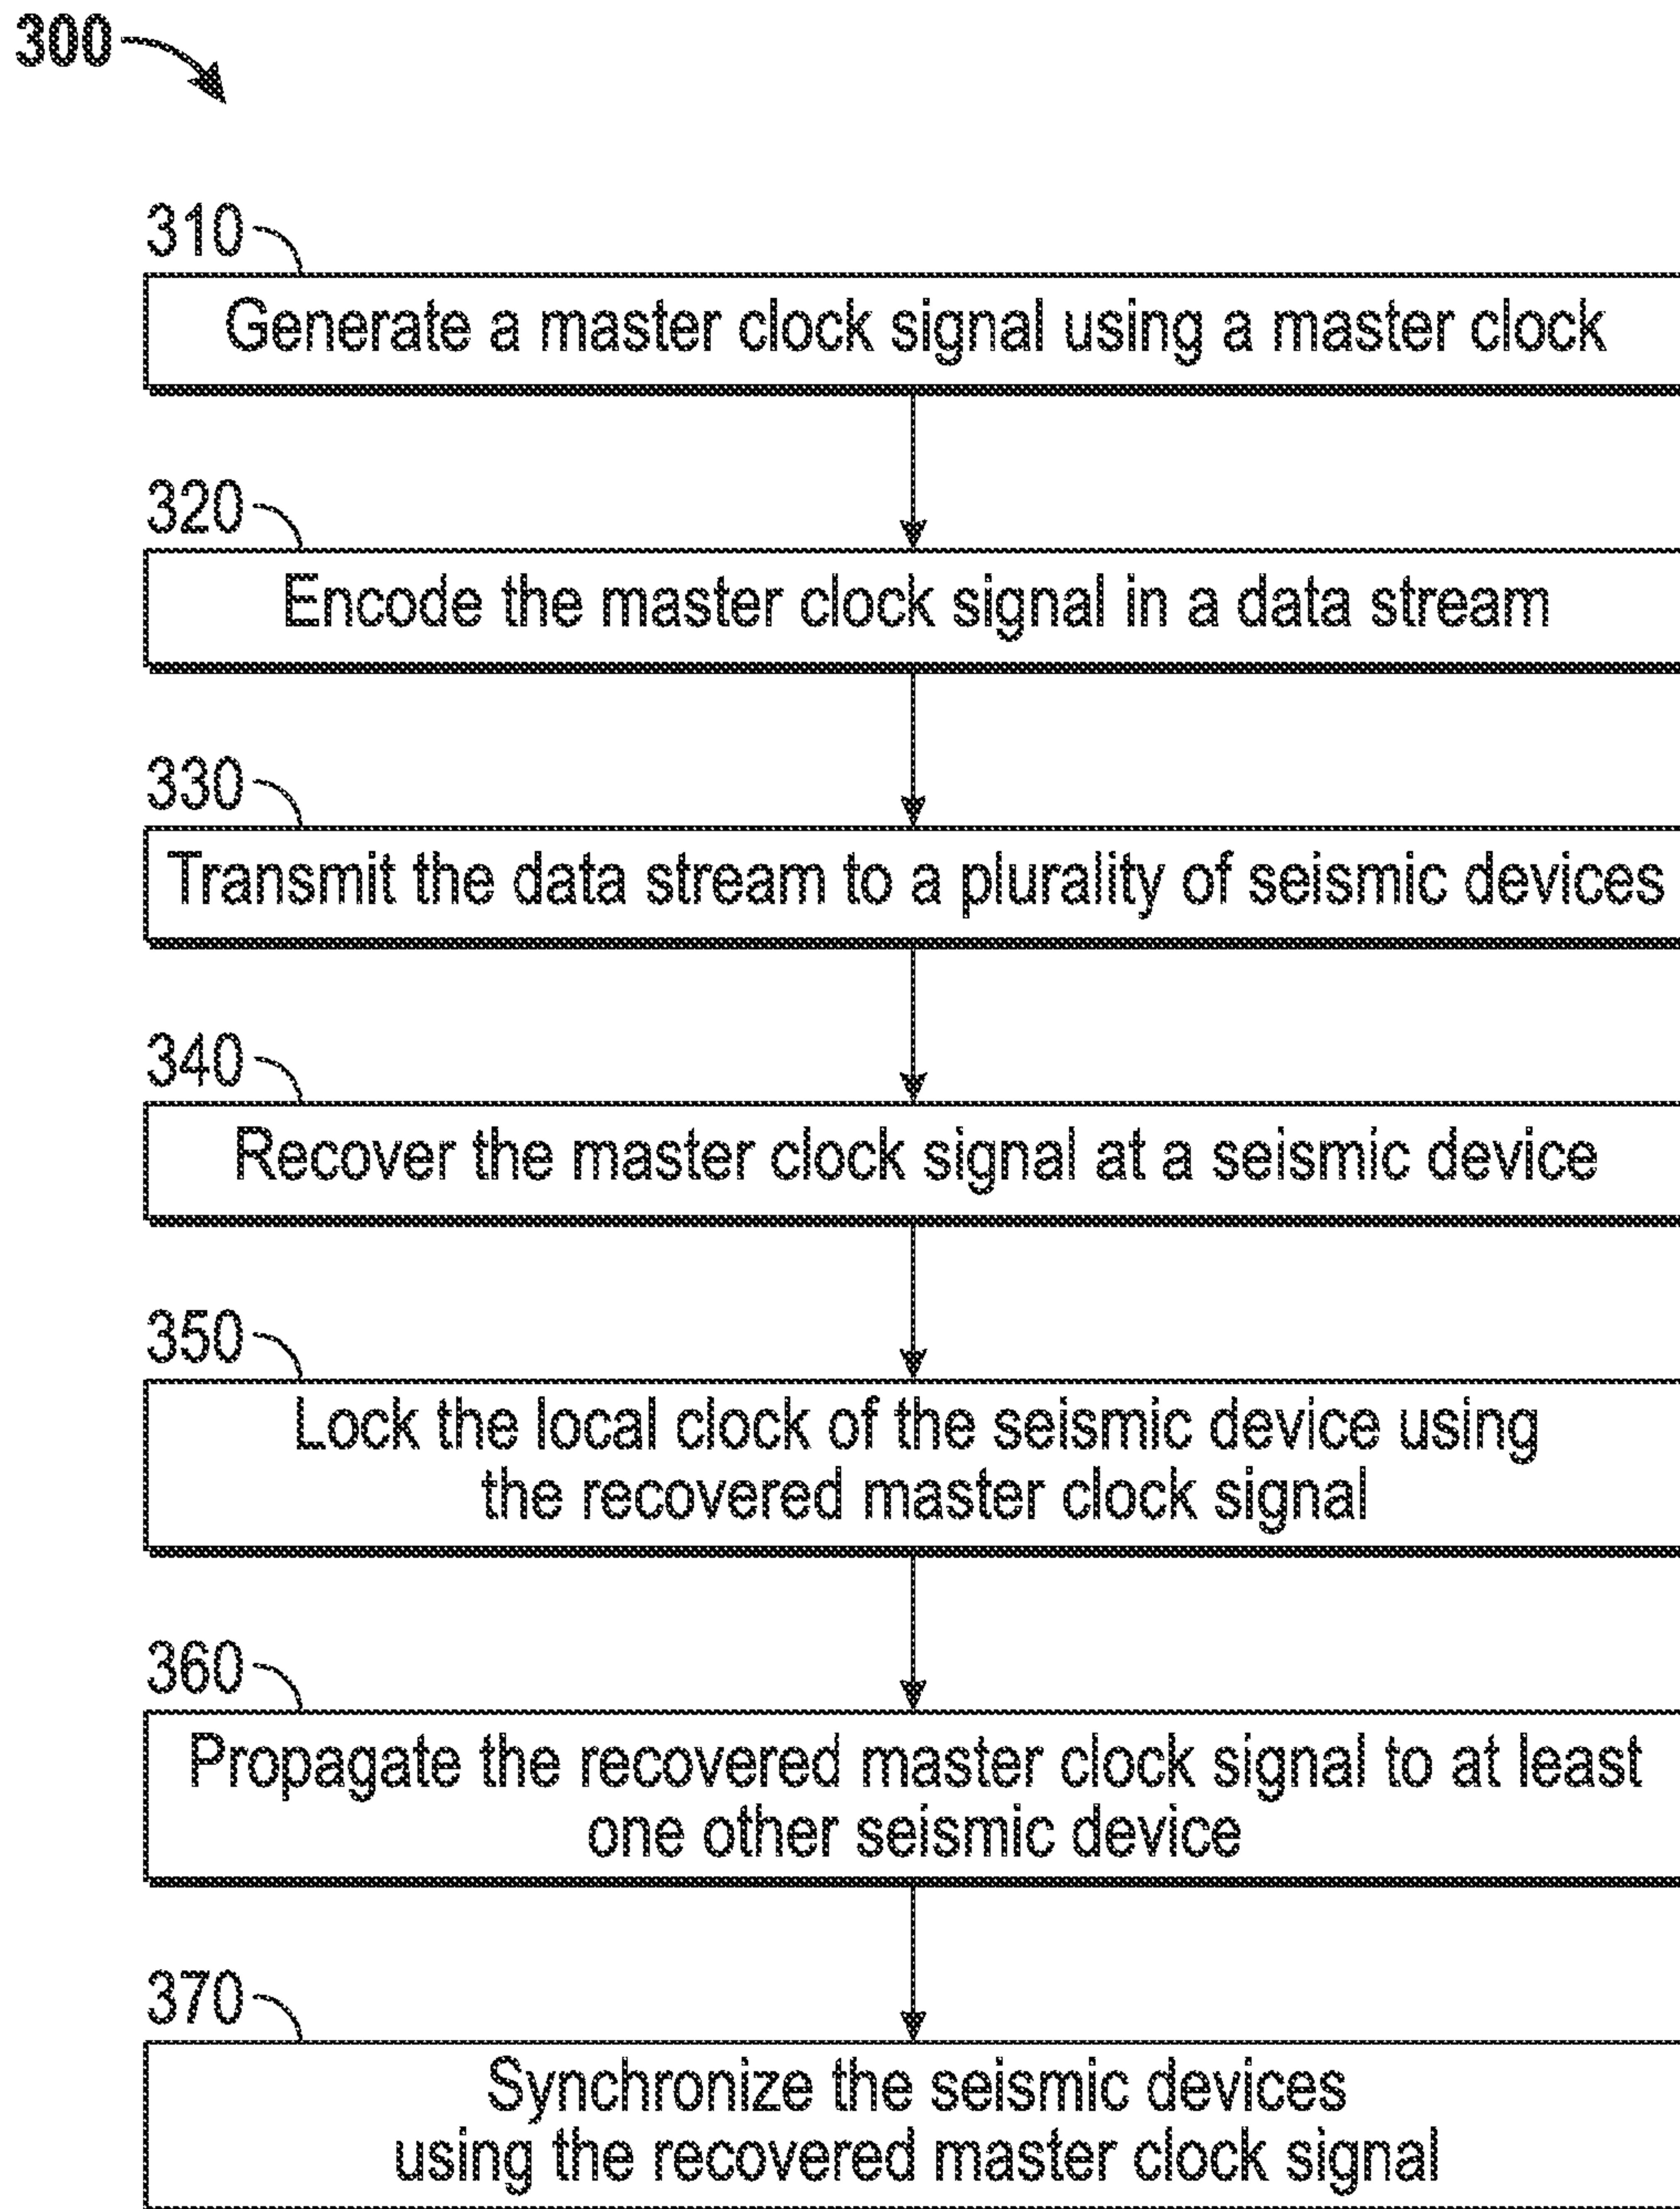 300
310
Generate a master clock signal using a master clock
320
Encode the master clock signal in a data stream
330
Transmit the data stream to a plurality of seismic devices
340
Recover the master clock signal at a seismic device
350
Lock the local clock of the seismic device using
the recovered master clock signal
360
Propagate the recovered master clock signal to at least
one other seismic device
370
Synchronize the seismic devices
using the recovered master clock signal